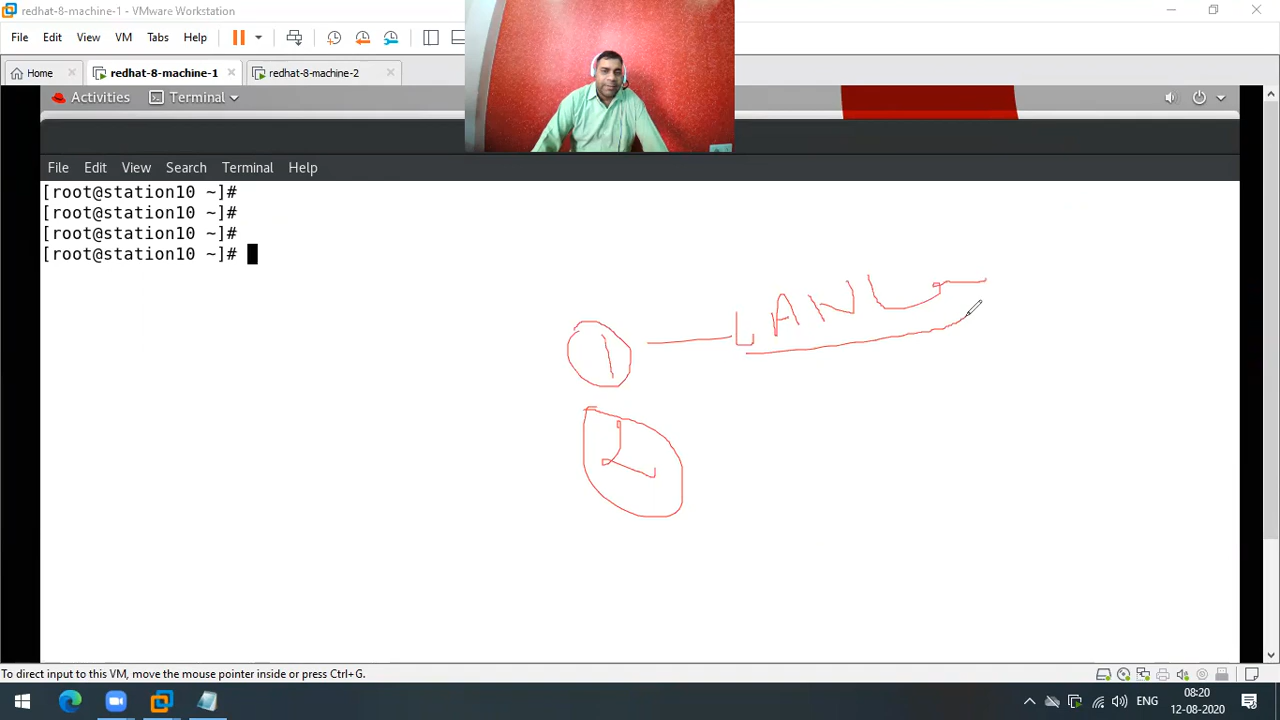 redhat-8-machine-1 - VMware Workstation
File Edit View VM Tabs Help
Home redhat-8-machine-1 redhat-8-machine-2
Activities Terminal
File Edit View Search Terminal Help
[root@station10 ~]#
[root@station10 ~]#
[root@station10 ~]#
[root@station10 ~]#
1
2
To direct input to this VM, move the mouse pointer inside or press Ctrl+G.
ENG
08:20
12-08-2020